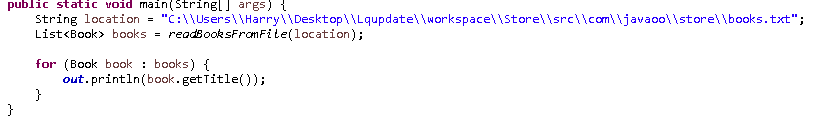 public static void main(String[] args) {
String location = "C:\\Users\\Harry\\Desktop\\Lqupdate\\workspace\\Store\\src\\com\\javaoo\\store\\books.txt";
List<Book> books = readBooksFromFile(location);
for (Book book : books) {
out.println(book.getTitle());
}
}